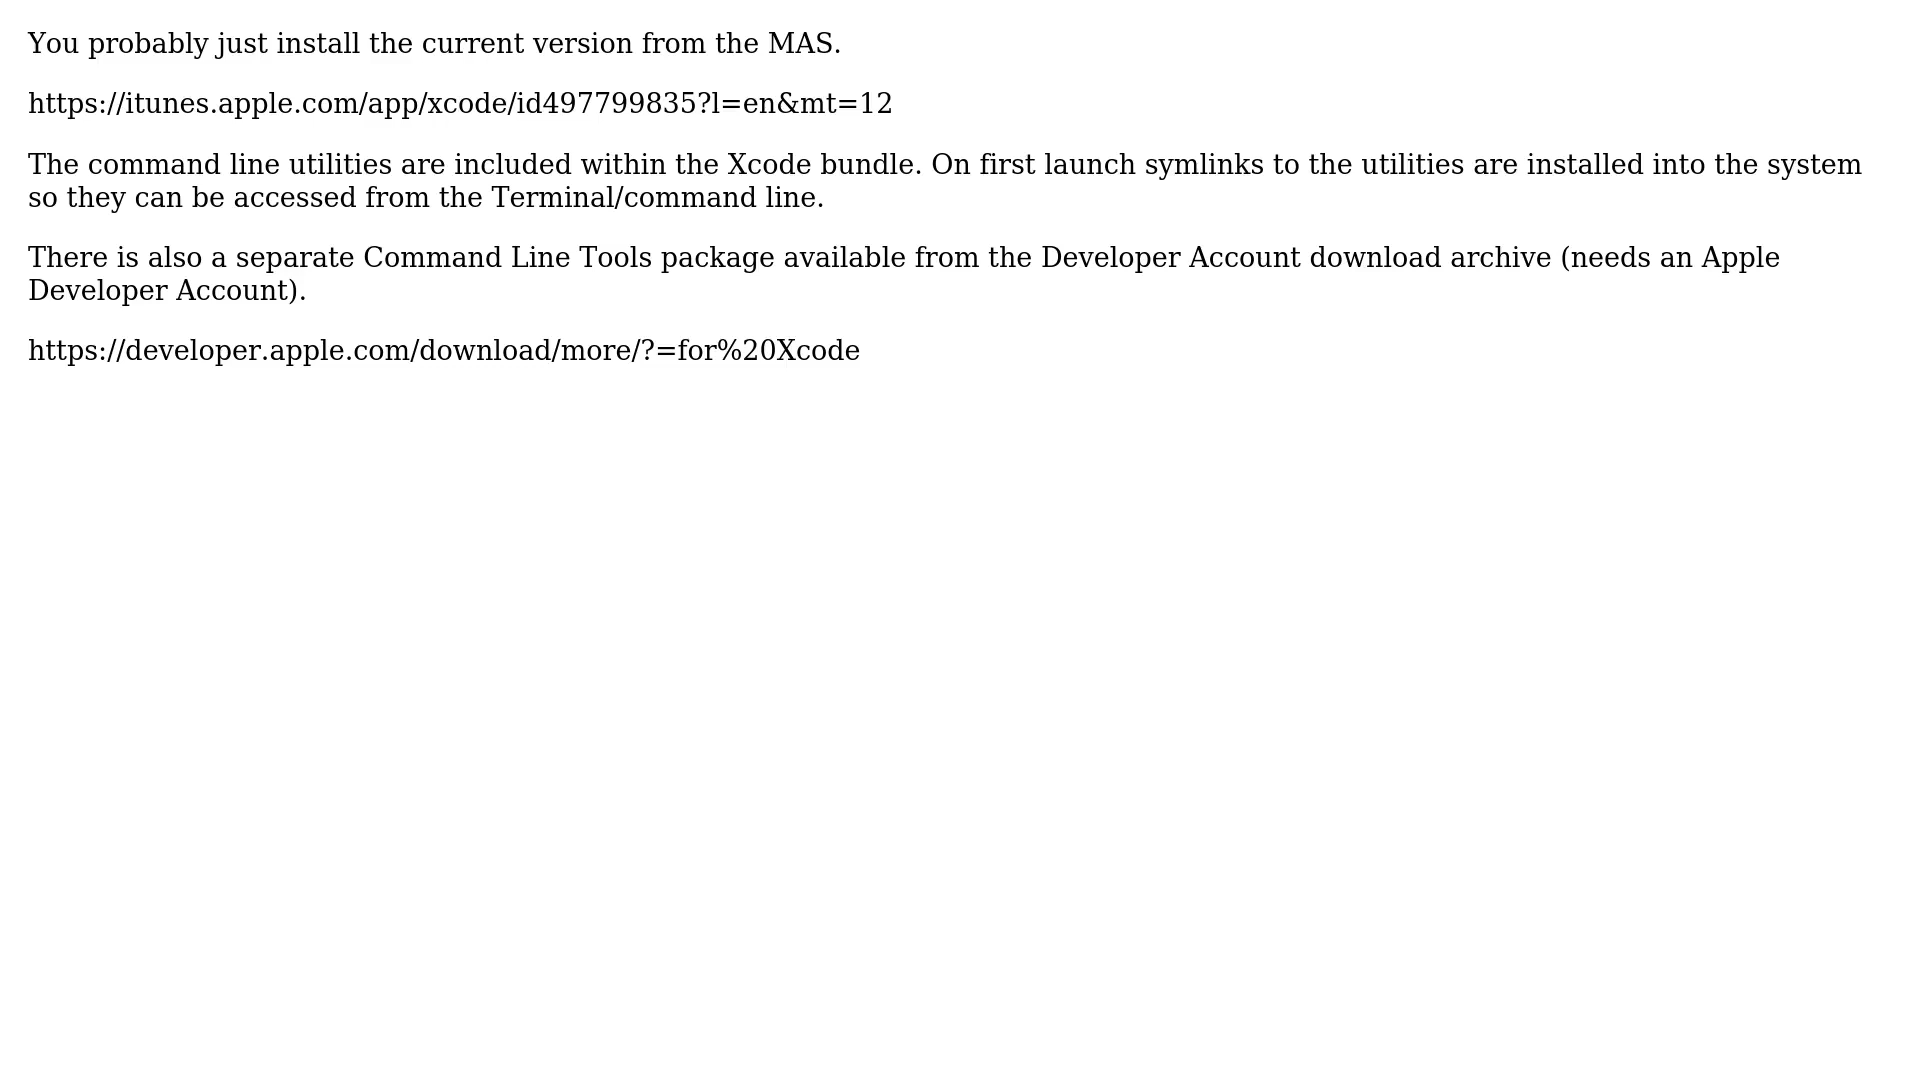 You probably just install the current version from the MAS.
https://itunes.apple.com/app/xcode/id497799835?l=en&mt=12
The command line utilities are included within the Xcode bundle. On first launch symlinks to the utilities are installed into the system
so they can be accessed from the Terminal/command line.
There is also a separate Command Line Tools package available from the Developer Account download archive (needs an Apple
Developer Account).
https://developer.apple.com/download/more/?=for%20Xcode